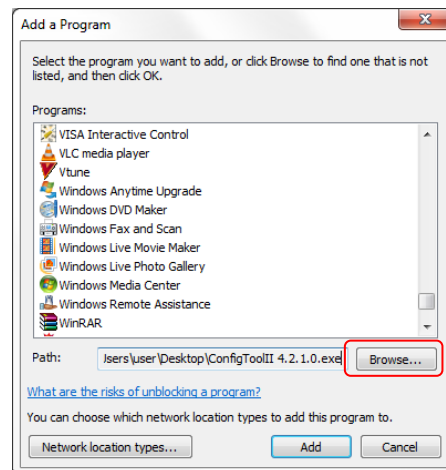 Add a Program
Select the program you want to add, or click Browse to find one that is not
listed, and then click OK.
Programs:
VISA Interactive Control
VLC media player
Vtune
Windows Anytime Upgrade
Windows DVD Maker
Windows Fax and Scan
Windows Live Movie Maker
Windows Live Photo Gallery
Windows Media Center
Windows Remote Assistance
WinRAR
Path: Jsers\user\Desktop\ConfigToolII 4.2.1.0.exe Browse...
What are the risks of unblocking a program?
You can choose which network location types to add this program to.
Network location types... Add Cancel